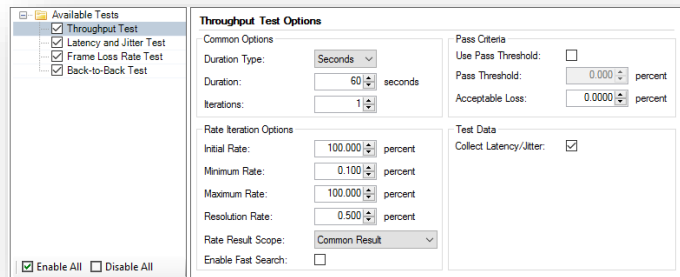 Available Tests
Throughput Test
Latency and Jitter Test
Frame Loss Rate Test
Back-to-Back Test
Enable All Disable All
Throughput Test Options
Common Options
Duration Type: Seconds
Duration: 60 seconds
Iterations: 1
Rate Iteration Options
Initial Rate: 100.000 percent
Minimum Rate: 0.100 percent
Maximum Rate: 100.000 percent
Resolution Rate: 0.500 percent
Rate Result Scope: Common Result
Enable Fast Search:
Pass Criteria
Use Pass Threshold:
Pass Threshold: 0.000 percent
Acceptable Loss: 0.0000 percent
Test Data
Collect Latency/Jitter: